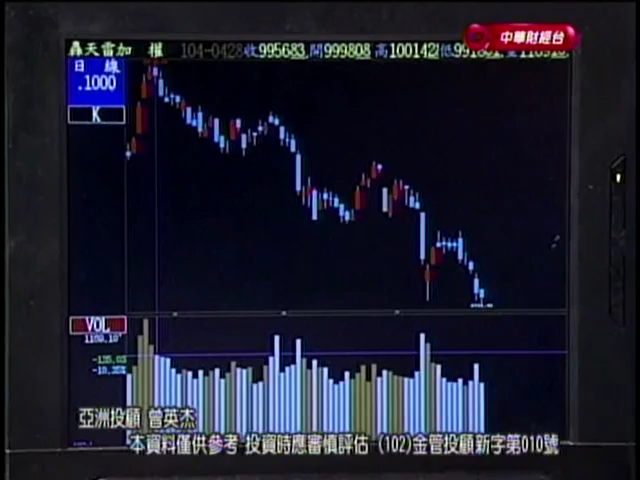 中華財經台
轟天雷加 權 104-0428收995683,開999808 高100142低
日 線
.1000
K
VOL
亞洲投顧 曾英杰
本資料僅供參考 投資時應審慎評估 (102)金管投顧新字第010號